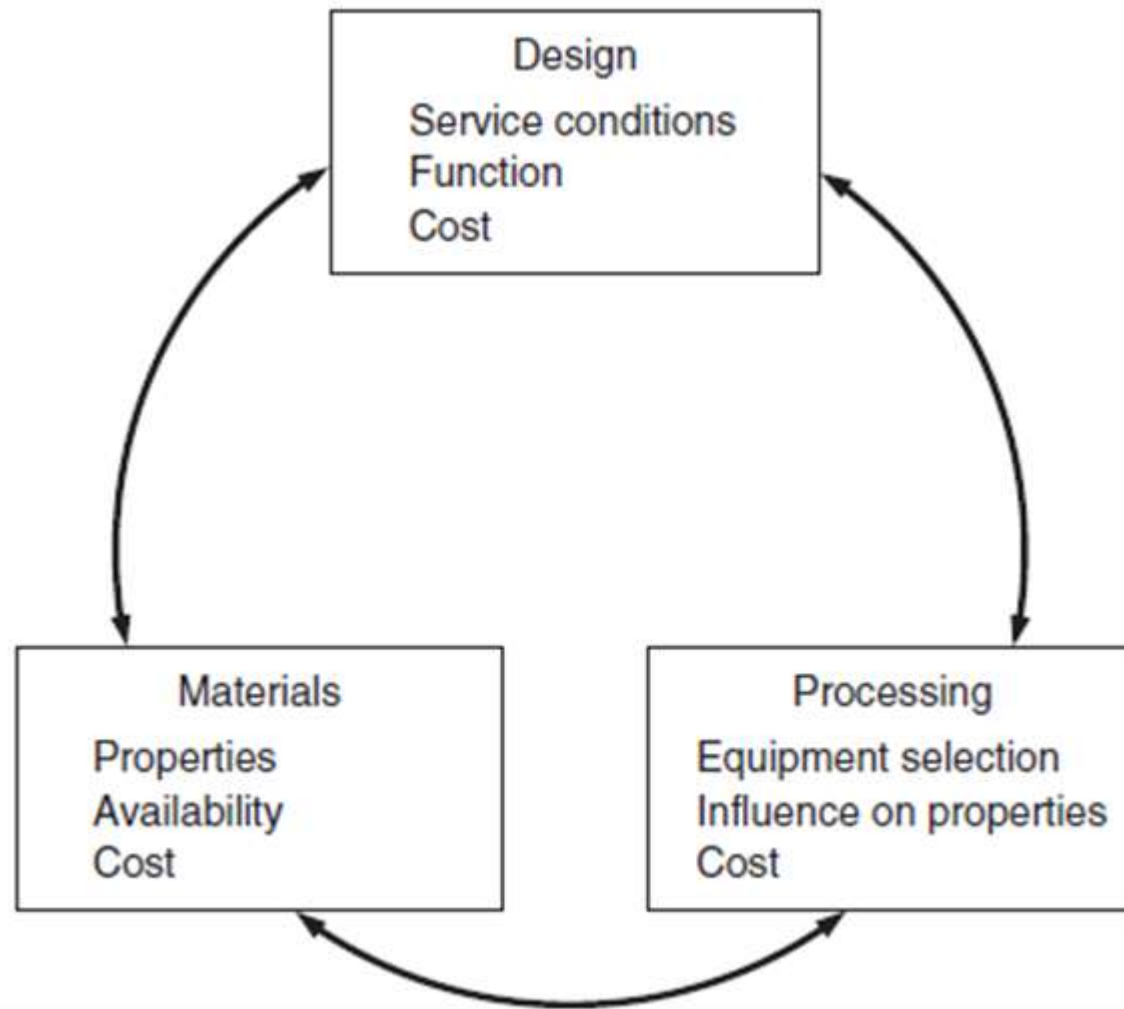 Design
Service conditions
Function
Cost
Materials
Properties
Availability
Cost
Processing
Equipment selection
Influence on properties
Cost